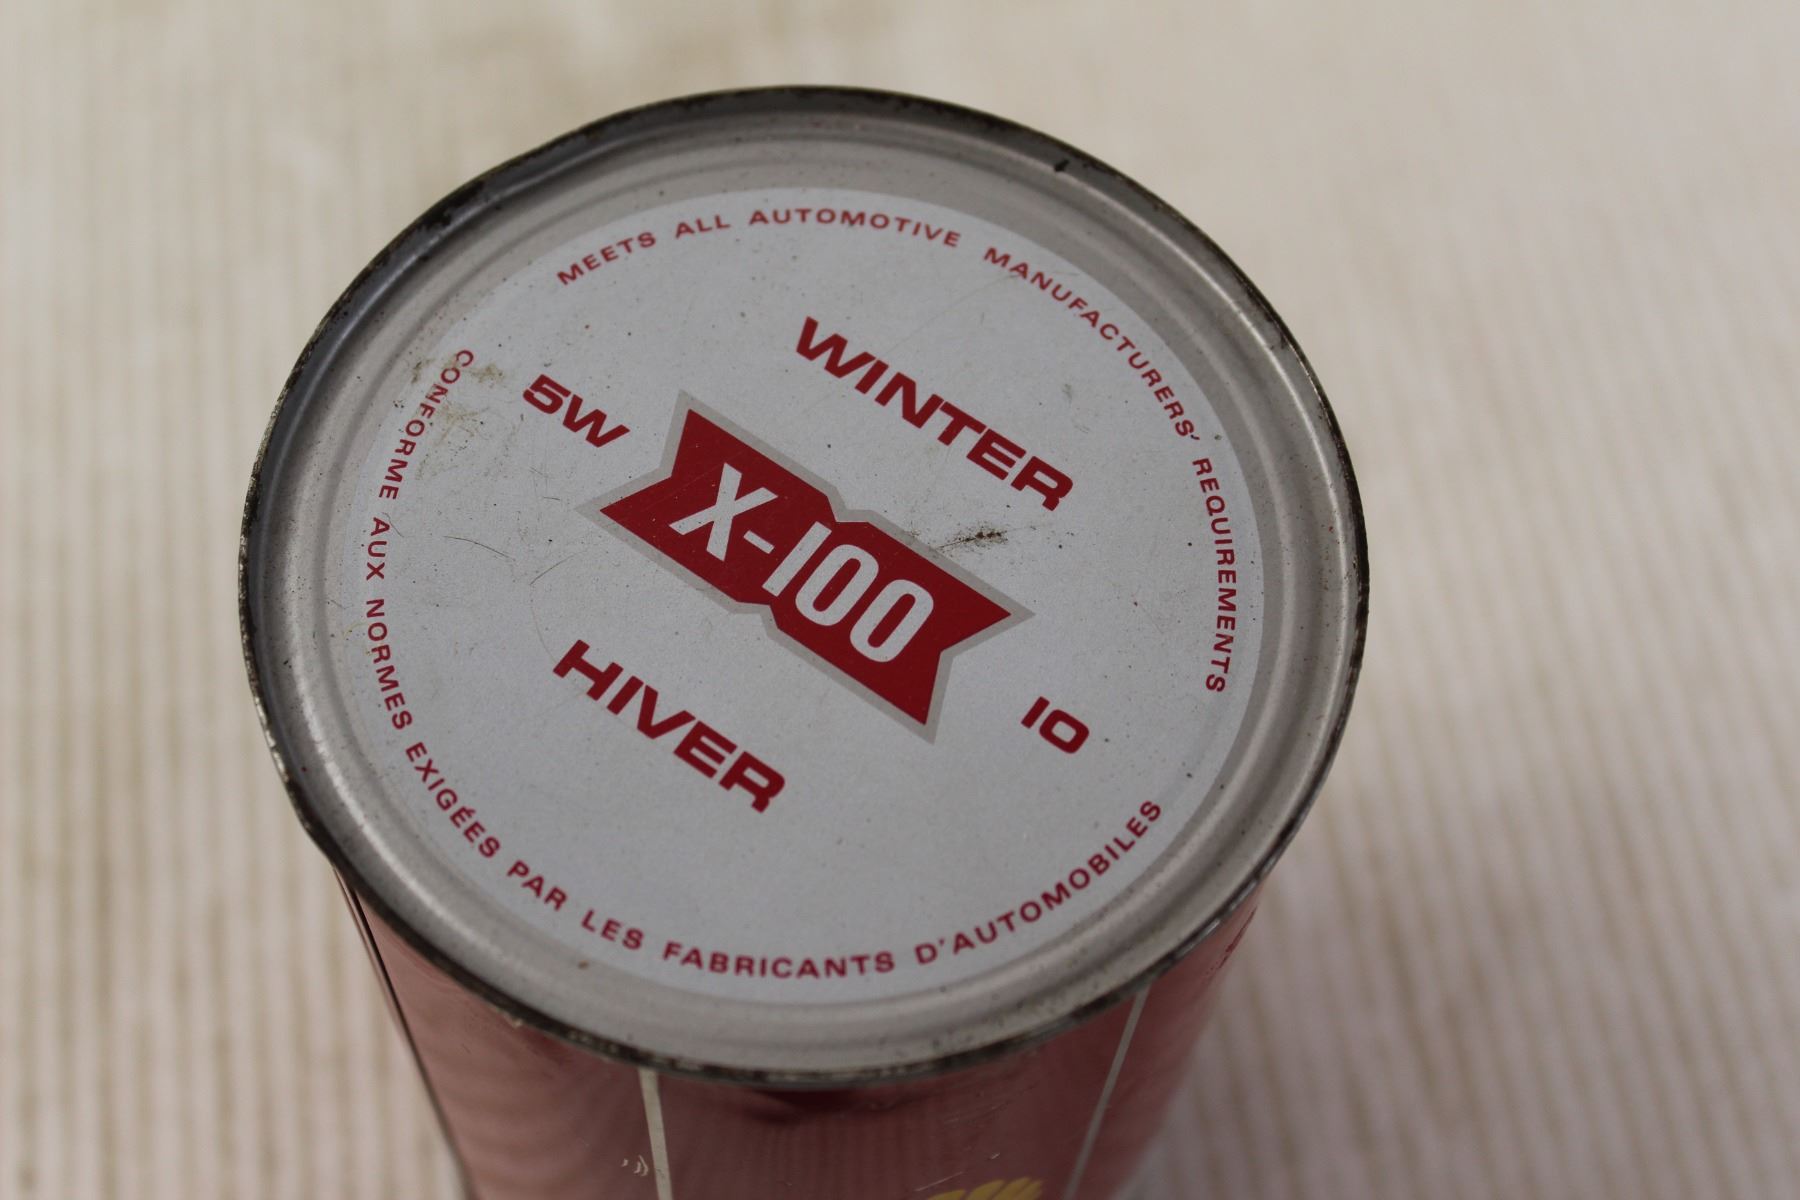 MEETS ALL AUTOMOTIVE MANUFACTURERS' REQUIREMENTS
WINTER
5W
X-100
10
HIVER
CONFORME AUX NORMES EXIGÉES PAR LES FABRICANTS D'AUTOMOBILES